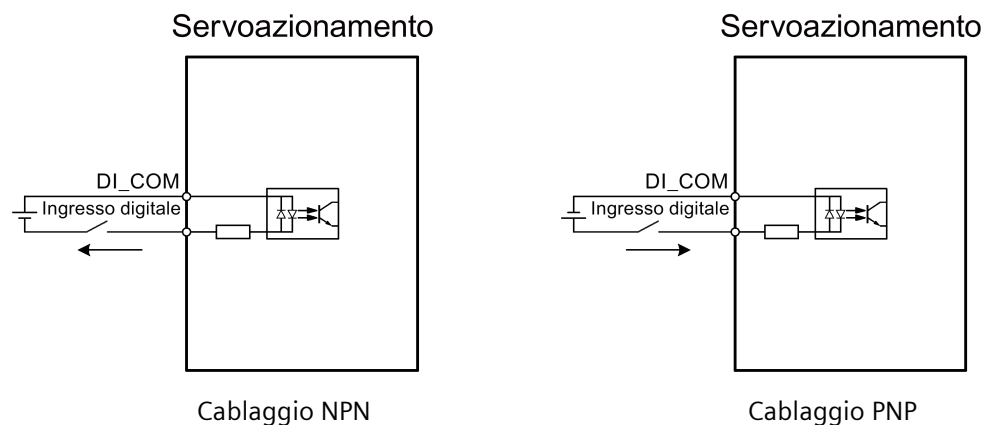 Servoazionamento
DI_COM
Ingresso digitale
Cablaggio NPN
Servoazionamento
DI_COM
Ingresso digitale
Cablaggio PNP